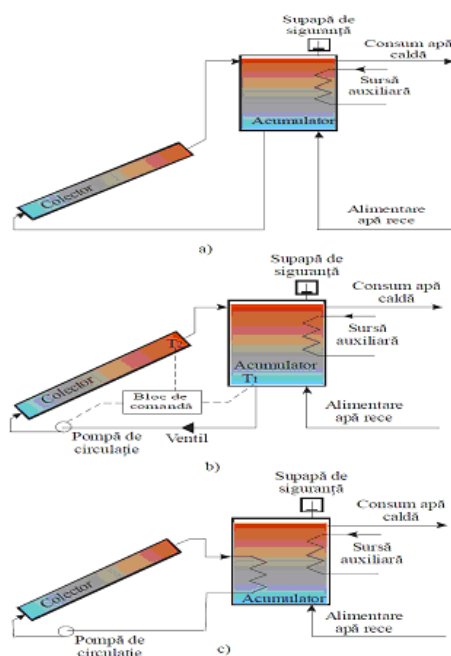 Supapă de
siguranță
Consum apă
caldă
Sursă
auxiliară
Acumulator
Colector
Alimentare
apă rece
a)
Supapă de
siguranță
Consum apă
caldă
Sursă
auxiliară
Acumulator
T1
Colector
Bloc de
comandă
Alimentare
apă rece
Pompă de
circulație
Ventil
b)
Supapă de
siguranță
Consum apă
caldă
Sursă
auxiliară
Colector
Acumulator
Alimentare
apă rece
Pompă de
circulație
c)